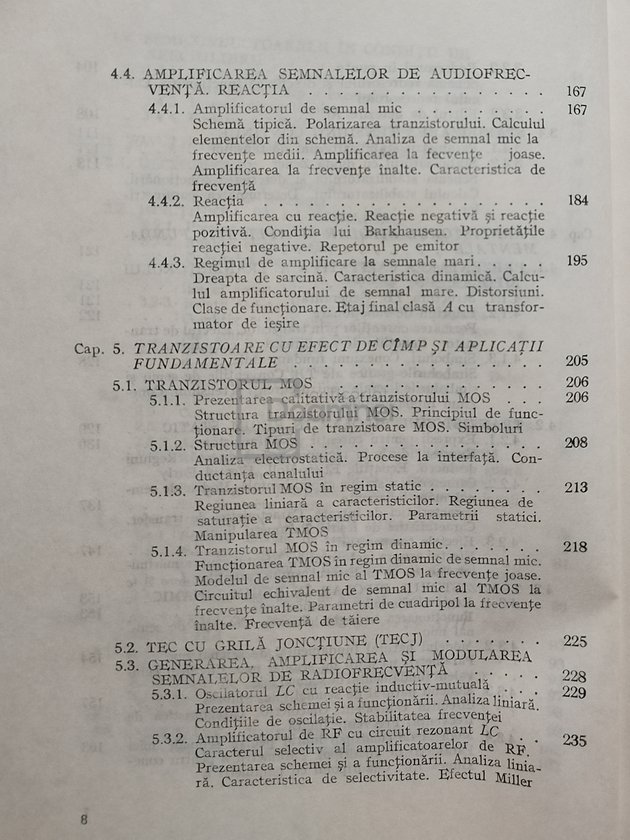 4.4. AMPLIFICAREA SEMNALELOR DE AUDIOFREC-
VENȚĂ. REACȚIA . . . . . . . . . . . . . . . 167
4.4.1. Amplificatorul de semnal mic . . . . . . . . . 167
Schemă tipică. Polarizarea tranzistorului. Calculul
elementelor din schemă. Analiza de semnal mic la
frecvențe medii. Amplificarea la fecvențe joase.
Amplificarea la frecvențe înalte. Caracteristica de
frecvență
4.4.2. Reacția . . . . . . . . . . . . . . . . . 184
Amplificarea cu reacție. Reacție negativă și reacție
pozitivă. Condiția lui Barkhausen. Proprietățile
reacției negative. Repetorul pe emitor
4.4.3. Regimul de amplificare la semnale mari. . . . . 195
Dreapta de sarcină. Caracteristica dinamică. Calcu-
lul amplificatorului de semnal mare. Distorsiuni.
Clase de funcționare. Etaj final clasă A cu transfor-
mator de ieșire
Cap. 5. TRANZISTOARE CU EFECT DE CÎMP ȘI APLICAȚII
FUNDAMENTALE . . . . . . . . . . . . . . . 205
5.1. TRANZISTORUL MOS . . . . . . . . . . . . . 206
5.1.1. Prezentarea calitativă a tranzistorului MOS . . . 206
Structura tranzistorului MOS. Principiul de func-
ționare. Tipuri de tranzistoare MOS. Simboluri
5.1.2. Structura MOS . . . . . . . . . . . . . . 208
Analiza electrostatică. Procese la interfață. Con-
ductanța canalului
5.1.3. Tranzistorul MOS în regim static . . . . . . . . 213
Regiunea liniară a caracteristicilor. Regiunea de
saturație a caracteristicilor. Parametrii statici.
Manipularea TMOS
5.1.4. Tranzistorul MOS în regim dinamic. . . . . . . 218
Funcționarea TMOS în regim dinamic de semnal mic.
Modelul de semnal mic al TMOS la frecvențe joase.
Circuitul echivalent de semnal mic al TMOS la
frecvențe înalte. Parametri de cuadripol la frecvențe
înalte. Frecvență de tăiere
5.2. TEC CU GRILĂ JONCȚIUNE (TECJ) . . . . . . . 225
5.3. GENERAREA, AMPLIFICAREA ȘI MODULAREA
SEMNALELOR DE RADIOFRECVENȚĂ . . . . . 228
5.3.1. Oscilatorul LC cu reacție inductiv-mutuală . . . . 229
Prezentarea schemei și a funcționării. Analiza liniară.
Condițiile de oscilație. Stabilitatea frecvenței
5.3.2. Amplificatorul de RF cu circuit rezonant LC . . 235
Caracterul selectiv al amplificatoarelor de RF.
Prezentarea schemei și a funcționării. Analiza linia-
ră. Caracteristica de selectivitate. Efectul Miller
8